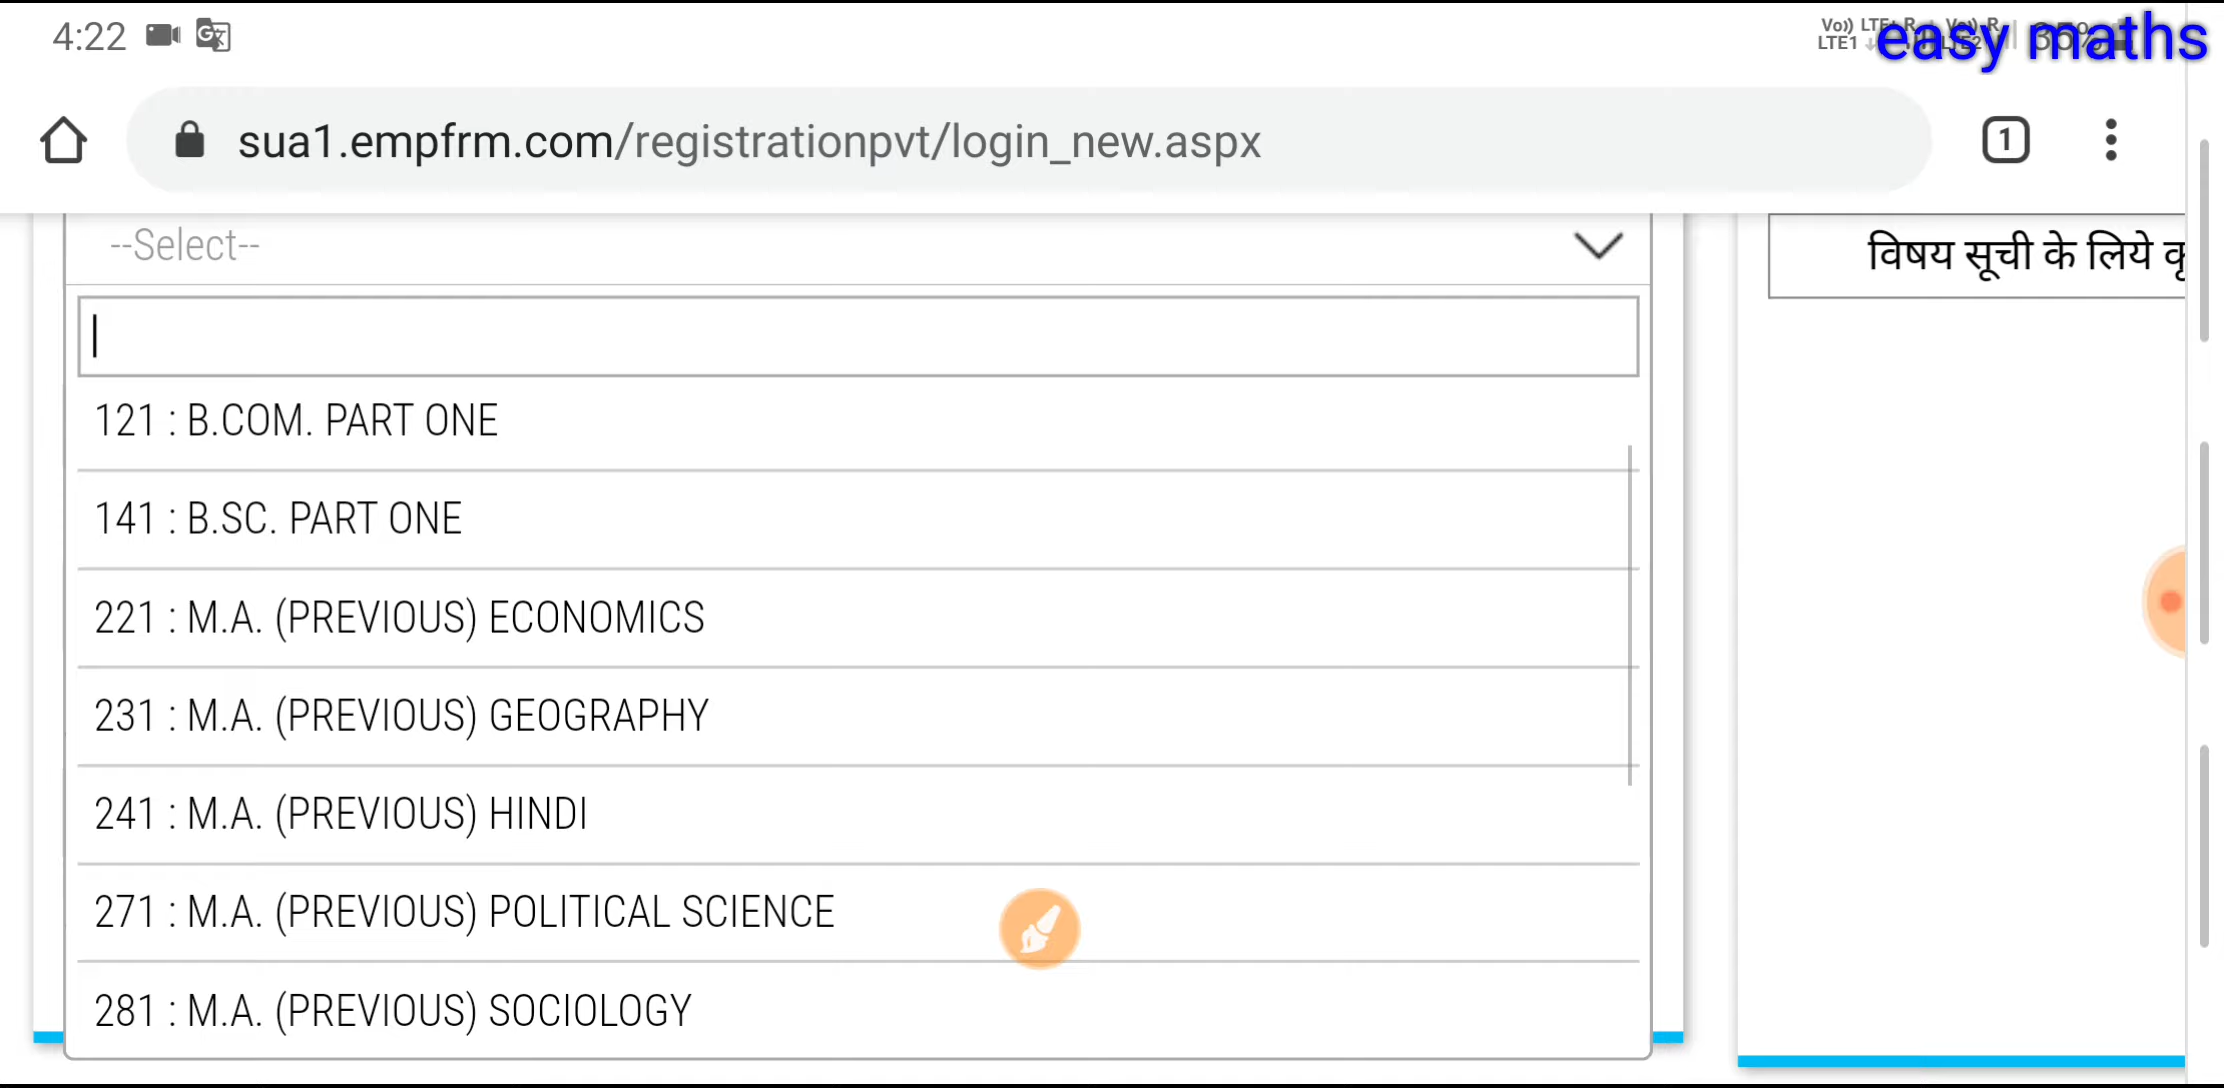 4:22
easy maths
sua1.empfrm.com/registrationpvt/login_new.aspx
1
--Select--
विषय सूची के लिये
121 : B.COM. PART ONE
141 : B.SC. PART ONE
221 : M.A. (PREVIOUS) ECONOMICS
231 : M.A. (PREVIOUS) GEOGRAPHY
241 : M.A. (PREVIOUS) HINDI
271 : M.A. (PREVIOUS) POLITICAL SCIENCE
281 : M.A. (PREVIOUS) SOCIOLOGY